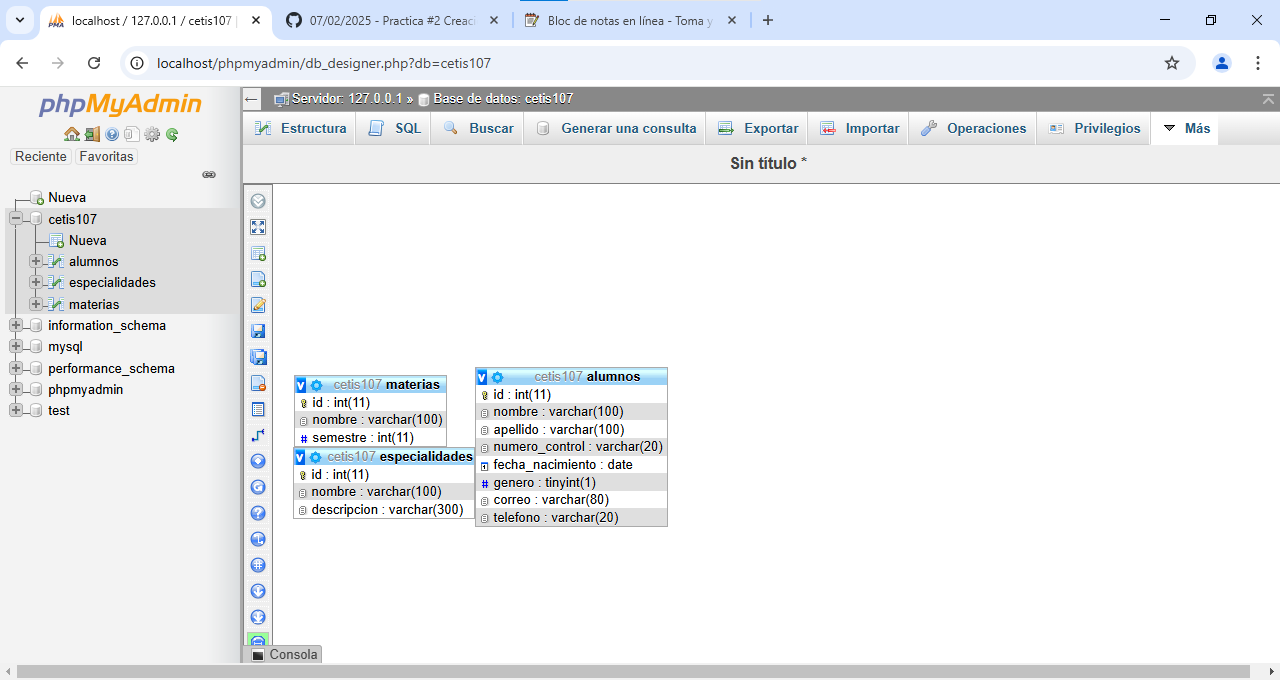 localhost / 127.0.0.1 / cetis107 |
07/02/2025 - Practica #2 Creaci
Bloc de notas en línea - Toma y
localhost/phpmyadmin/db_designer.php?db=cetis107
phpMyAdmin
Reciente Favoritas
Nueva
cetis107
Nueva
alumnos
especialidades
materias
information_schema
mysql
performance_schema
phpmyadmin
test
Servidor: 127.0.0.1 » Base de datos: cetis107
Estructura SQL Buscar Generar una consulta Exportar Importar Operaciones Privilegios Más
Sin título *
cetis107 materias
id : int(11)
nombre : varchar(100)
# semestre : int(11)
cetis107 especialidades
id : int(11)
nombre : varchar(100)
descripcion : varchar(300)
cetis107 alumnos
id : int(11)
nombre : varchar(100)
apellido : varchar(100)
numero_control : varchar(20)
fecha_nacimiento : date
# genero : tinyint(1)
correo : varchar(80)
telefono : varchar(20)
Consola